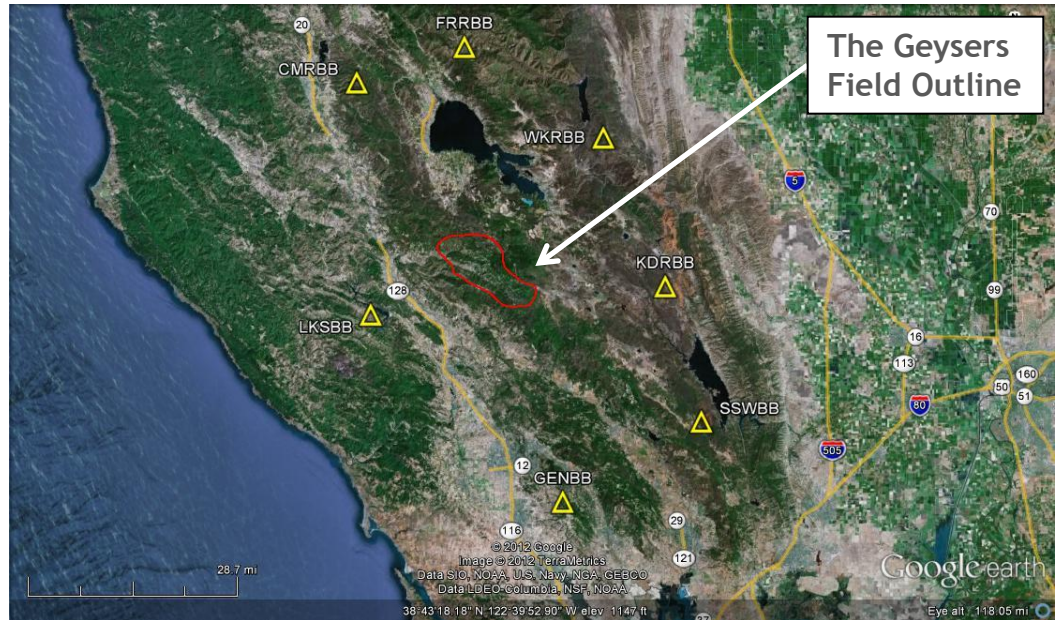 FRRBB
20
The Geysers
Field Outline
CMRBB
WKRBB
5
70
KDRBB
128
99
LKSBB
16
113
160
50
51
80
SSWBB
505
12
GENBB
29
116
121
© 2012 Google
Image © 2012 TerraMetrics
Data SIO, NOAA, U.S. Navy, NGA, GEBCO
Data LDEO-Columbia, NSF, NOAA
Google earth
28.7 mi
38°43'18.18" N 122°39'52.90" W elev 1147 ft
Eye alt 118.05 mi
37